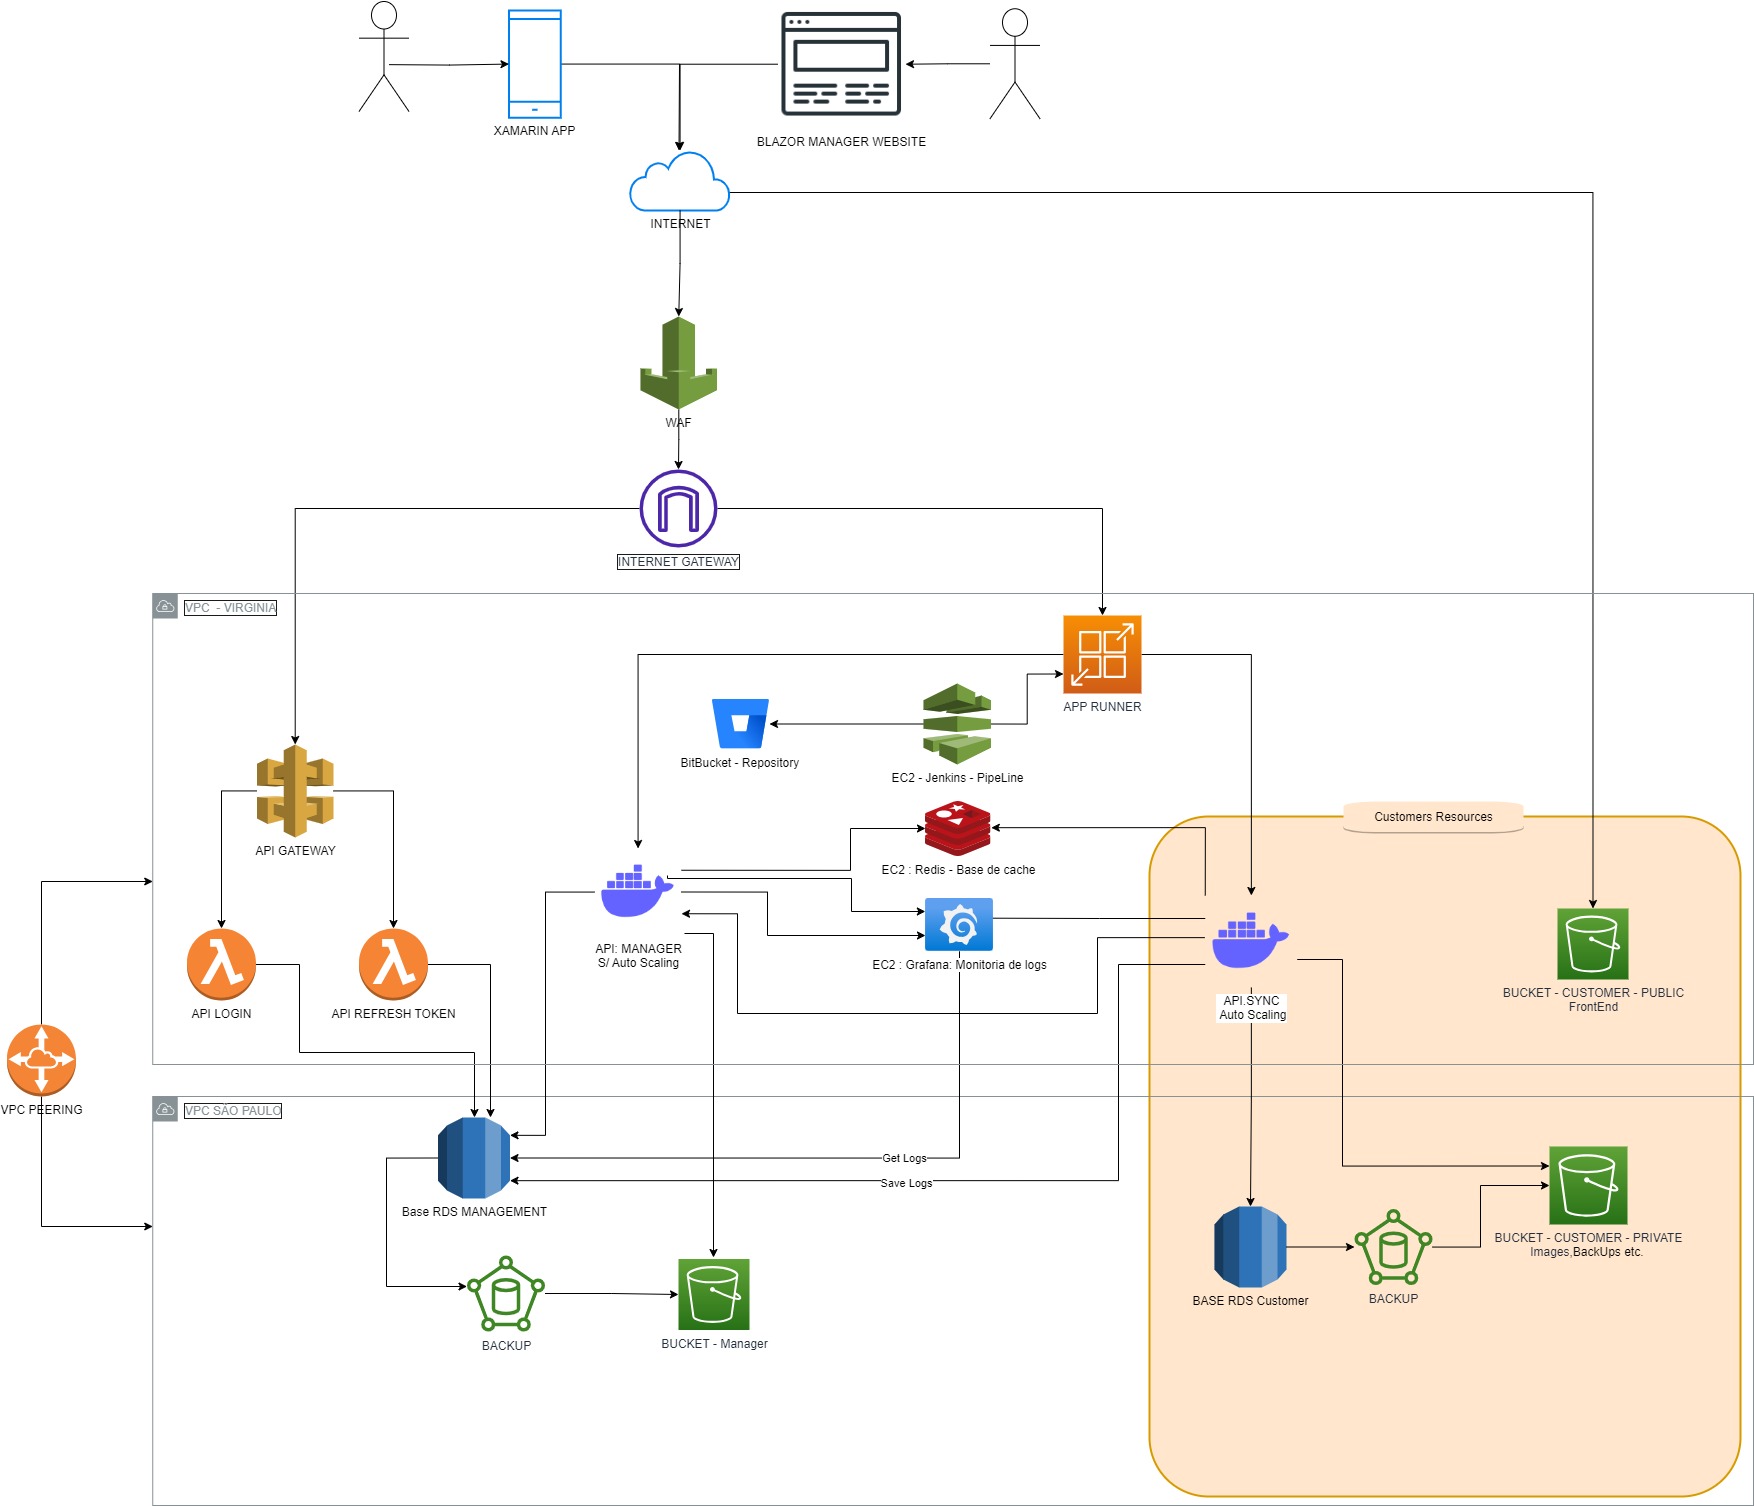 XAMARIN APP
BLAZOR MANAGER WEBSITE
INTERNET
WAF
INTERNET GATEWAY
VPC - VIRGINIA
APP RUNNER
BitBucket - Repository
EC2 - Jenkins - PipeLine
API GATEWAY
Customers Resources
EC2 : Redis - Base de cache
API: MANAGER
S/ Auto Scaling
EC2 : Grafana: Monitoria de logs
API LOGIN
API REFRESH TOKEN
API.SYNC
Auto Scaling
BUCKET - CUSTOMER - PUBLIC
FrontEnd
VPC PEERING
VPC SÃO PAULO
Get Logs
Save Logs
Base RDS MANAGEMENT
BUCKET - CUSTOMER - PRIVATE
Images,BackUps etc.
BASE RDS Customer
BACKUP
BACKUP
BUCKET - Manager